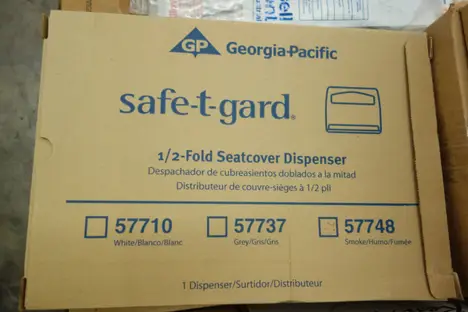 GP Georgia-Pacific
safe-t-gard®
1/2-Fold Seatcover Dispenser
Despachador de cubreasientos doblados a la mitad
Distributeur de couvre-sièges à 1/2 pli
57710 57737 57748
White/Blanco/Blanc Grey/Gris/Gris Smoke/Humo/Fumée
1 Dispenser/Surtidor/Distributeur